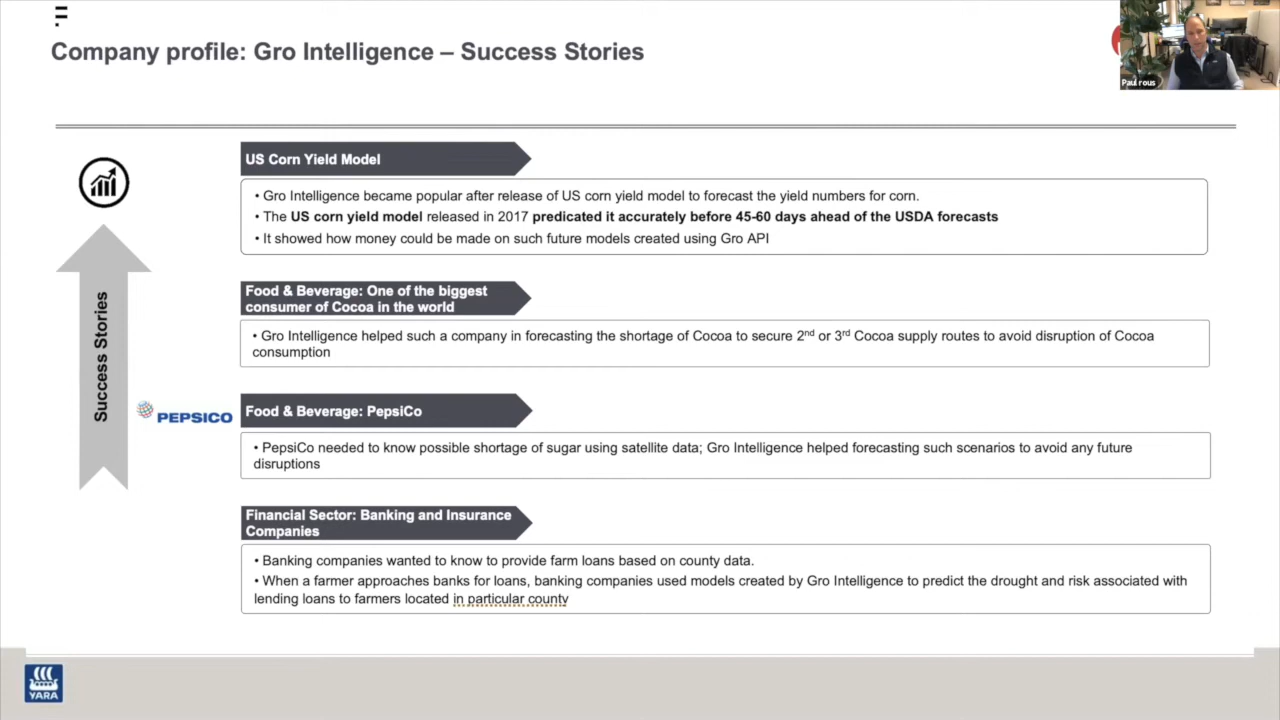 Company profile: Gro Intelligence – Success Stories
Paul rous
US Corn Yield Model
• Gro Intelligence became popular after release of US corn yield model to forecast the yield numbers for corn.
• The US corn yield model released in 2017 predicated it accurately before 45-60 days ahead of the USDA forecasts
• It showed how money could be made on such future models created using Gro API
Success Stories
Food & Beverage: One of the biggest
consumer of Cocoa in the world
• Gro Intelligence helped such a company in forecasting the shortage of Cocoa to secure 2nd or 3rd Cocoa supply routes to avoid disruption of Cocoa
consumption
PEPSICO
Food & Beverage: PepsiCo
• PepsiCo needed to know possible shortage of sugar using satellite data; Gro Intelligence helped forecasting such scenarios to avoid any future
disruptions
Financial Sector: Banking and Insurance
Companies
• Banking companies wanted to know to provide farm loans based on county data.
• When a farmer approaches banks for loans, banking companies used models created by Gro Intelligence to predict the drought and risk associated with
lending loans to farmers located in particular county
YARA